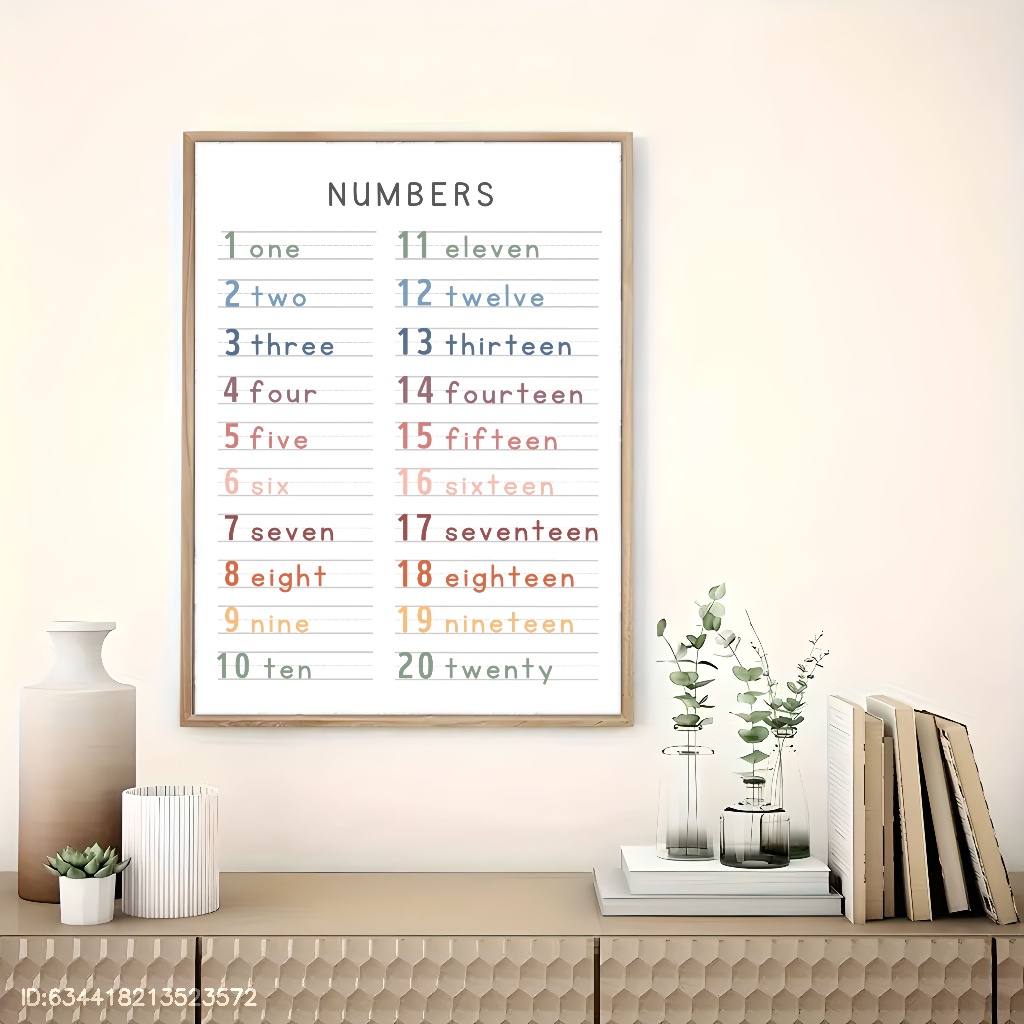 NUMBERS
1 one
2 two
3 three
4 four
5 five
6 six
7 seven
8 eight
9 nine
10 ten
11 eleven
12 twelve
13 thirteen
14 fourteen
15 fifteen
16 sixteen
17 seventeen
18 eighteen
19 nineteen
20 twenty
ID:634418213523572